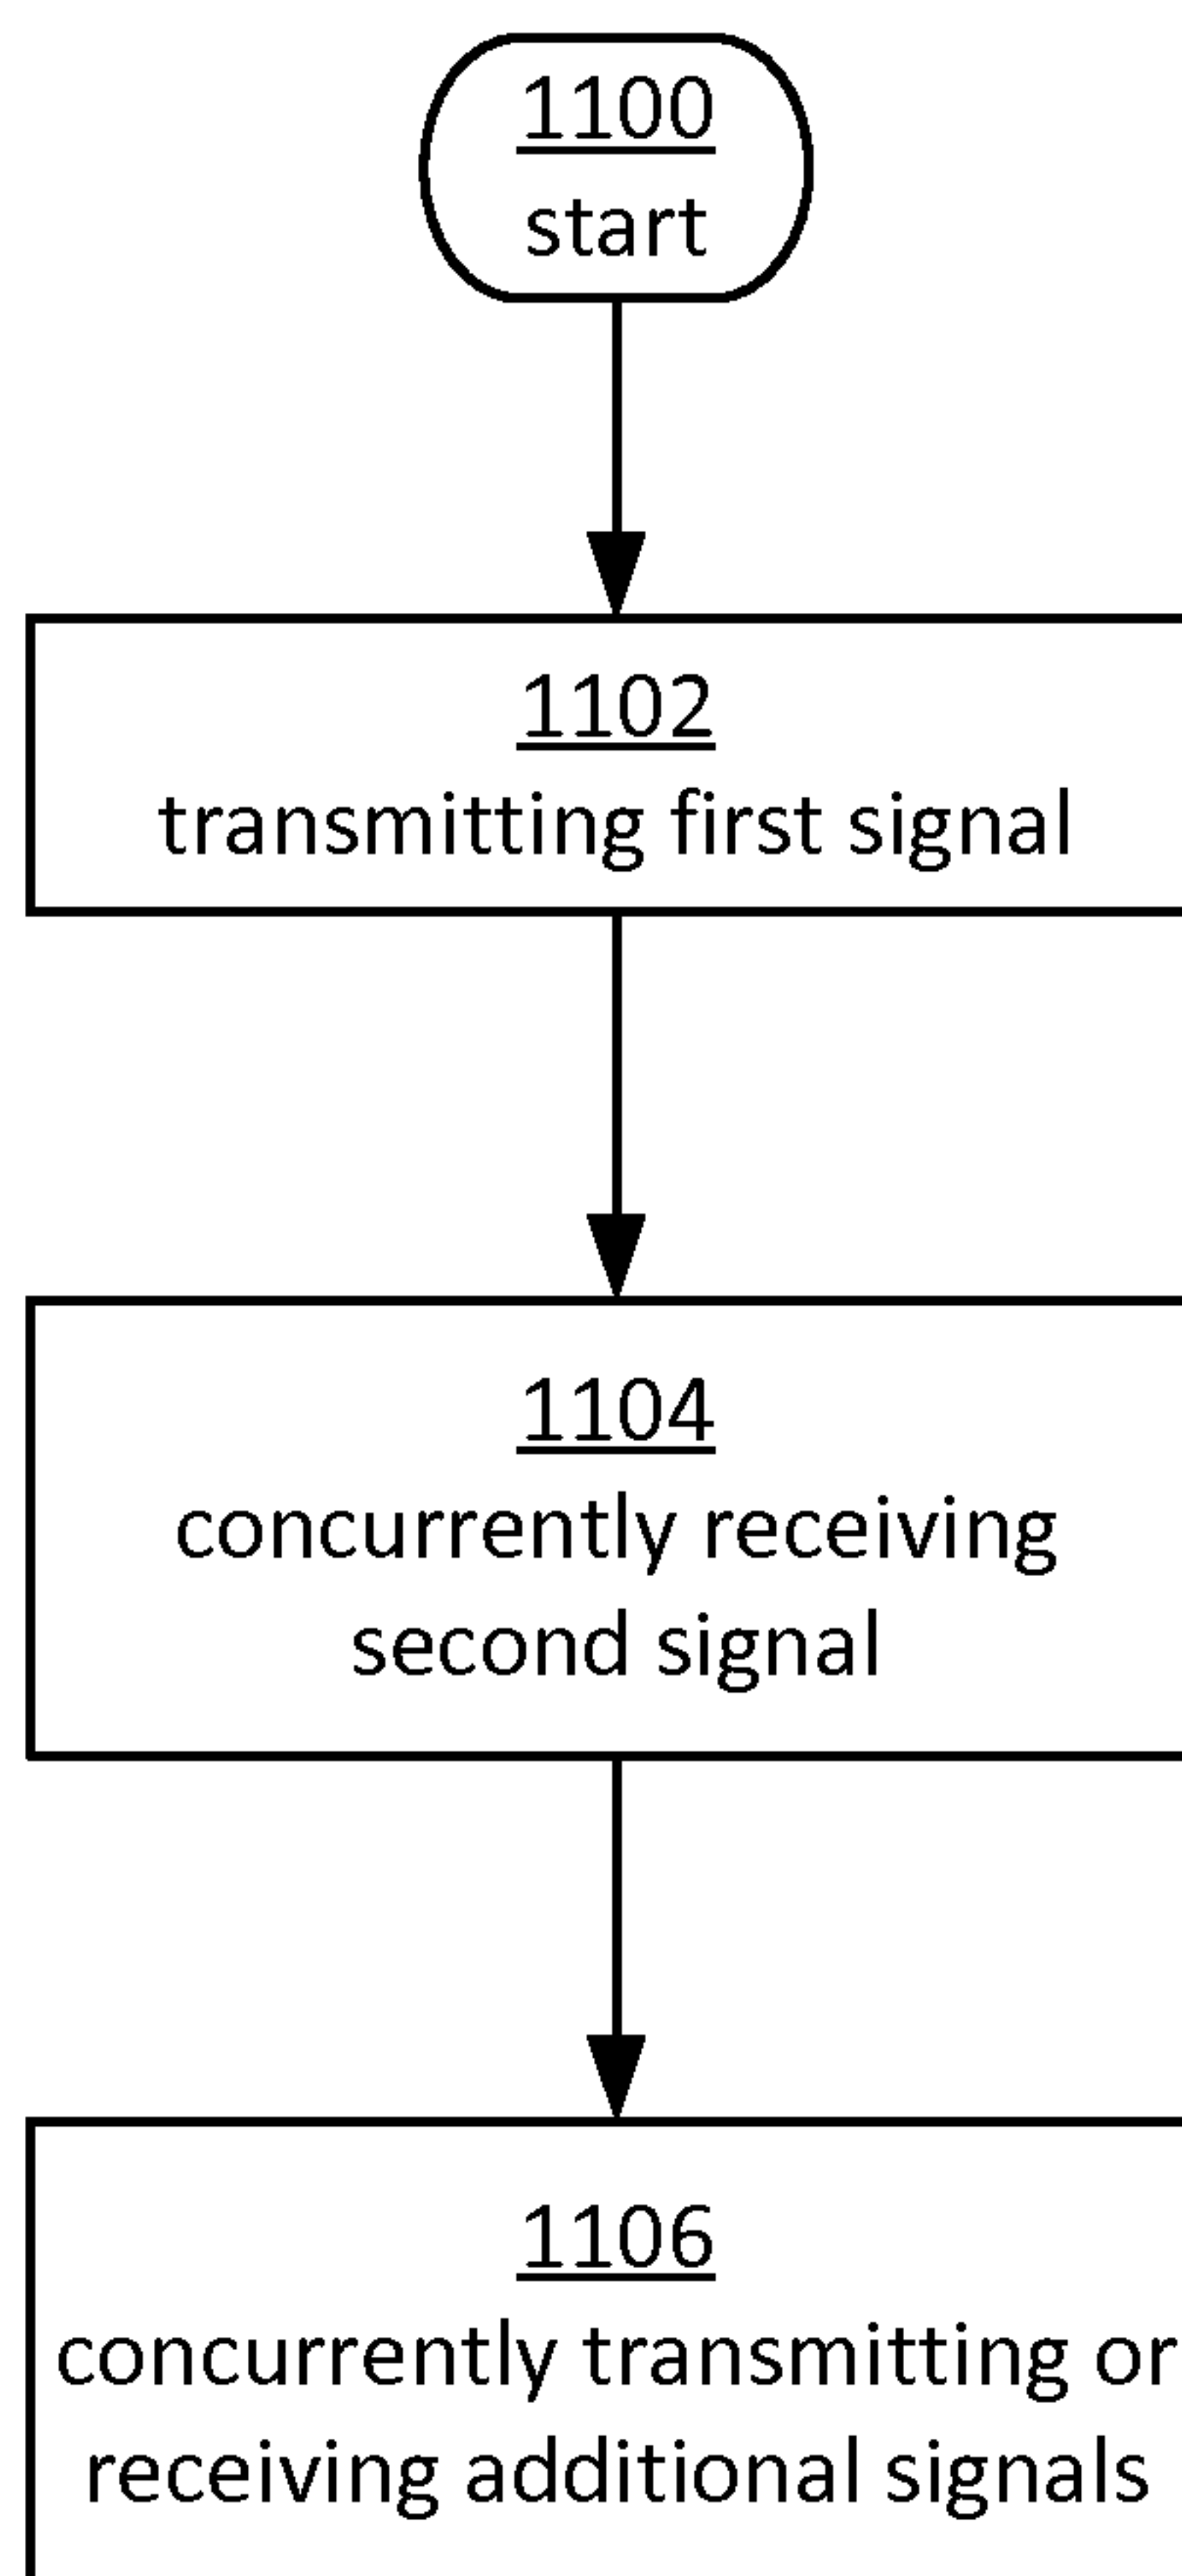 1100
start
1102
transmitting first signal
1104
concurrently receiving
second signal
1106
concurrently transmitting or
receiving additional signals